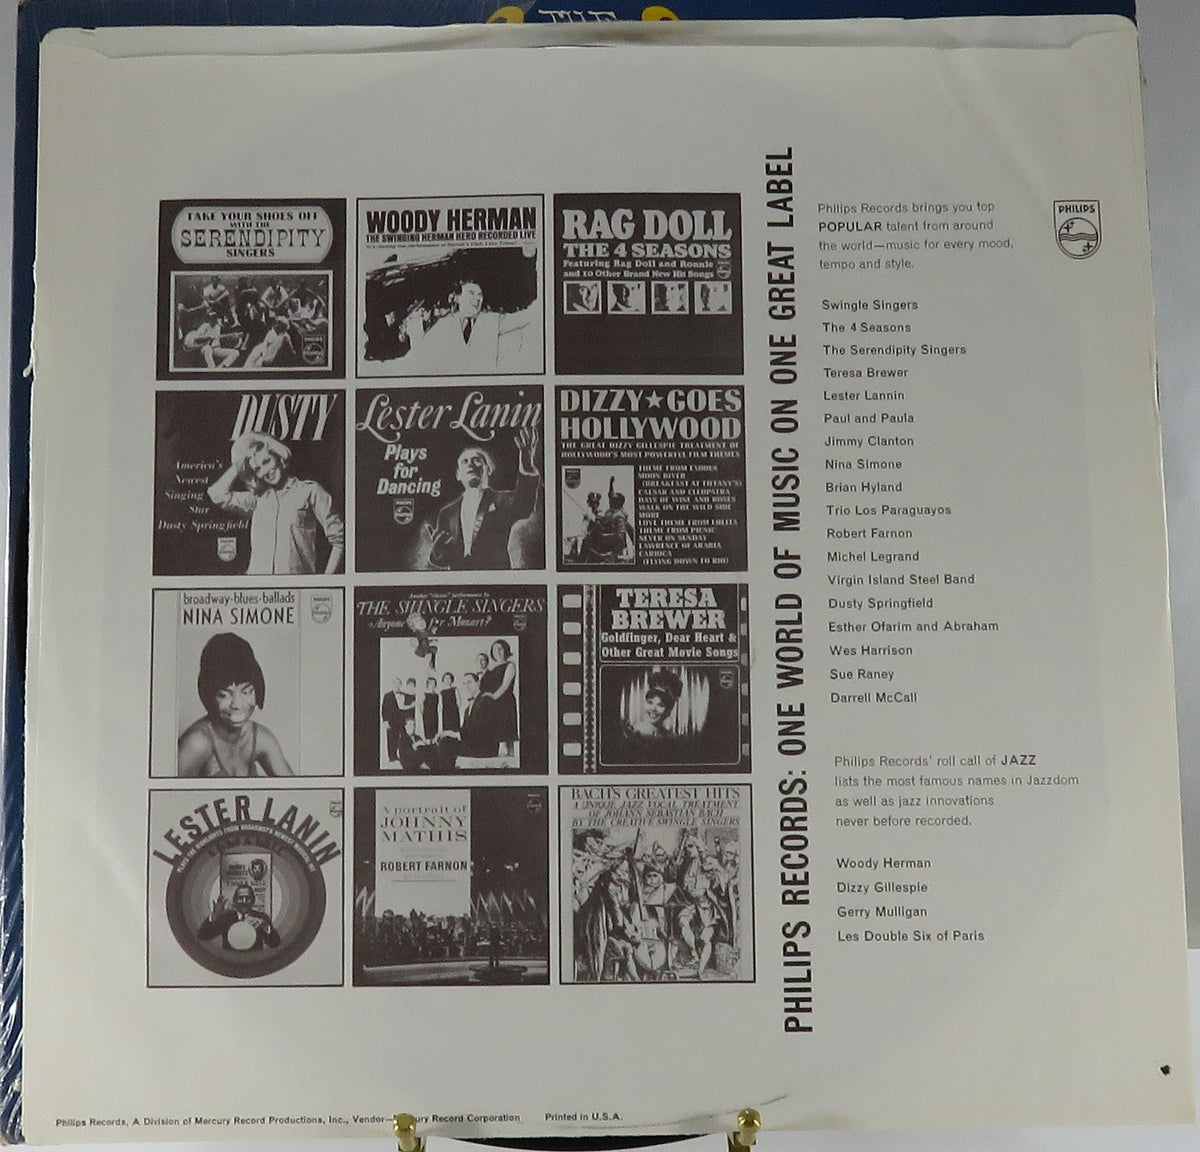 THE
TAKE YOUR SHOES OFF
WITH THE
SERENDIPITY
SINGERS
WOODY HERMAN
THE SWINGING HERMAN HERD RECORDED LIVE
RAG DOLL
THE 4 SEASONS
Featuring Rag Doll and Ronnie
and 10 Other Brand New Hit Songs
DUSTY
America's
Newest
Singing
Star
Dusty Springfield
Lester Lanin
Plays
for
Dancing
DIZZY★GOES
HOLLYWOOD
THE GREAT DIZZY GILLESPIE TREATMENT OF
HOLLYWOOD'S MOST POWERFUL FILM THEMES
THEME FROM EXODUS
MOON RIVER
(BREAKFAST AT TIFFANY'S)
CAESAR AND CLEOPATRA
DAYS OF WINE AND ROSES
WALK ON THE WILD SIDE
MORE
LOVE THEME FROM LOLITA
THEME FROM PICNIC
NEVER ON SUNDAY
LAWRENCE OF ARABIA
CARIOCA
(FLYING DOWN TO RIO)
broadway-blues-ballads
NINA SIMONE
Another "classic" performance by
THE SWINGLE SINGERS
Anyone for Mozart?
TERESA
BREWER
Goldfinger, Dear Heart &
Other Great Movie Songs
LESTER LANIN
A portrait of
JOHNNY
MATHIS
ROBERT FARNON
BACH'S GREATEST HITS
A UNIQUE JAZZ VOCAL TREATMENT
OF JOHANN SEBASTIAN BACH
BY THE CREATIVE SWINGLE SINGERS
PHILIPS RECORDS: ONE WORLD OF MUSIC ON ONE GREAT LABEL
PHILIPS
Philips Records brings you top
POPULAR talent from around
the world—music for every mood,
tempo and style.
Swingle Singers
The 4 Seasons
The Serendipity Singers
Teresa Brewer
Lester Lannin
Paul and Paula
Jimmy Clanton
Nina Simone
Brian Hyland
Trio Los Paraguayos
Robert Farnon
Michel Legrand
Virgin Island Steel Band
Dusty Springfield
Esther Ofarim and Abraham
Wes Harrison
Sue Raney
Darrell McCall
Philips Records' roll call of JAZZ
lists the most famous names in Jazzdom
as well as jazz innovations
never before recorded.
Woody Herman
Dizzy Gillespie
Gerry Mulligan
Les Double Six of Paris
Philips Records, A Division of Mercury Record Productions, Inc., Vendor—Mercury Record Corporation Printed in U.S.A.